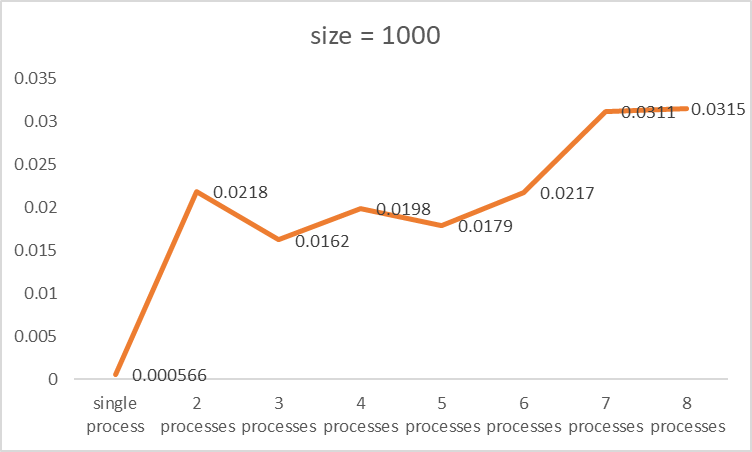 size = 1000
0.035
0.03
0.025
0.02
0.015
0.01
0.005
0
0.000566
0.0218
0.0162
0.0198
0.0179
0.0217
0.0311
0.0315
single process
2 processes
3 processes
4 processes
5 processes
6 processes
7 processes
8 processes